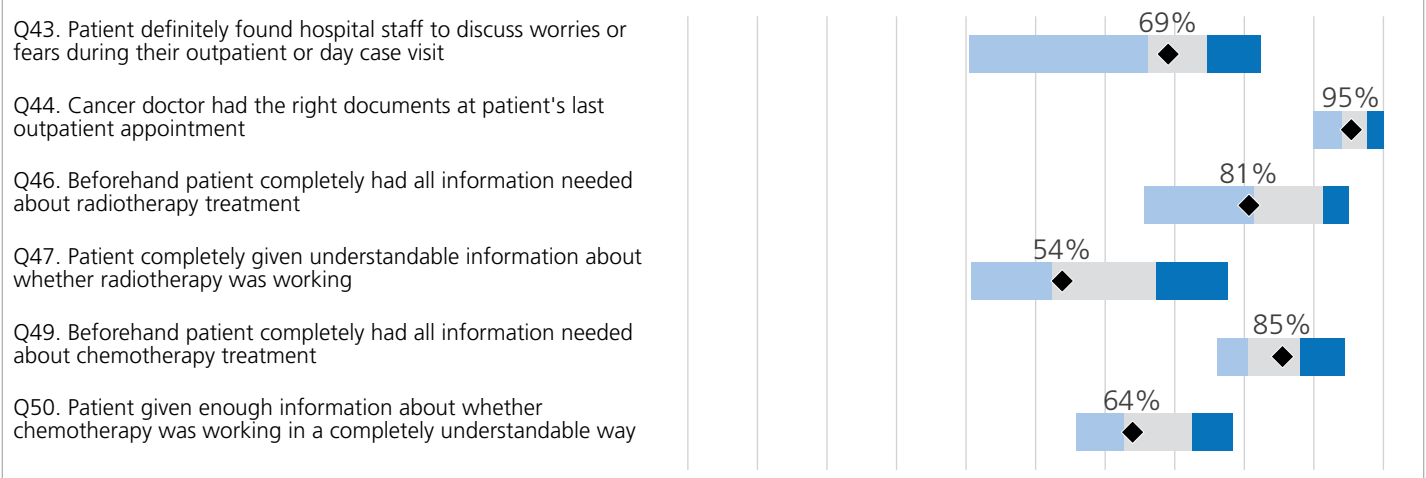 Q43. Patient definitely found hospital staff to discuss worries or
fears during their outpatient or day case visit
69%
Q44. Cancer doctor had the right documents at patient's last
outpatient appointment
95%
Q46. Beforehand patient completely had all information needed
about radiotherapy treatment
81%
Q47. Patient completely given understandable information about
whether radiotherapy was working
54%
Q49. Beforehand patient completely had all information needed
about chemotherapy treatment
85%
Q50. Patient given enough information about whether
chemotherapy was working in a completely understandable way
64%